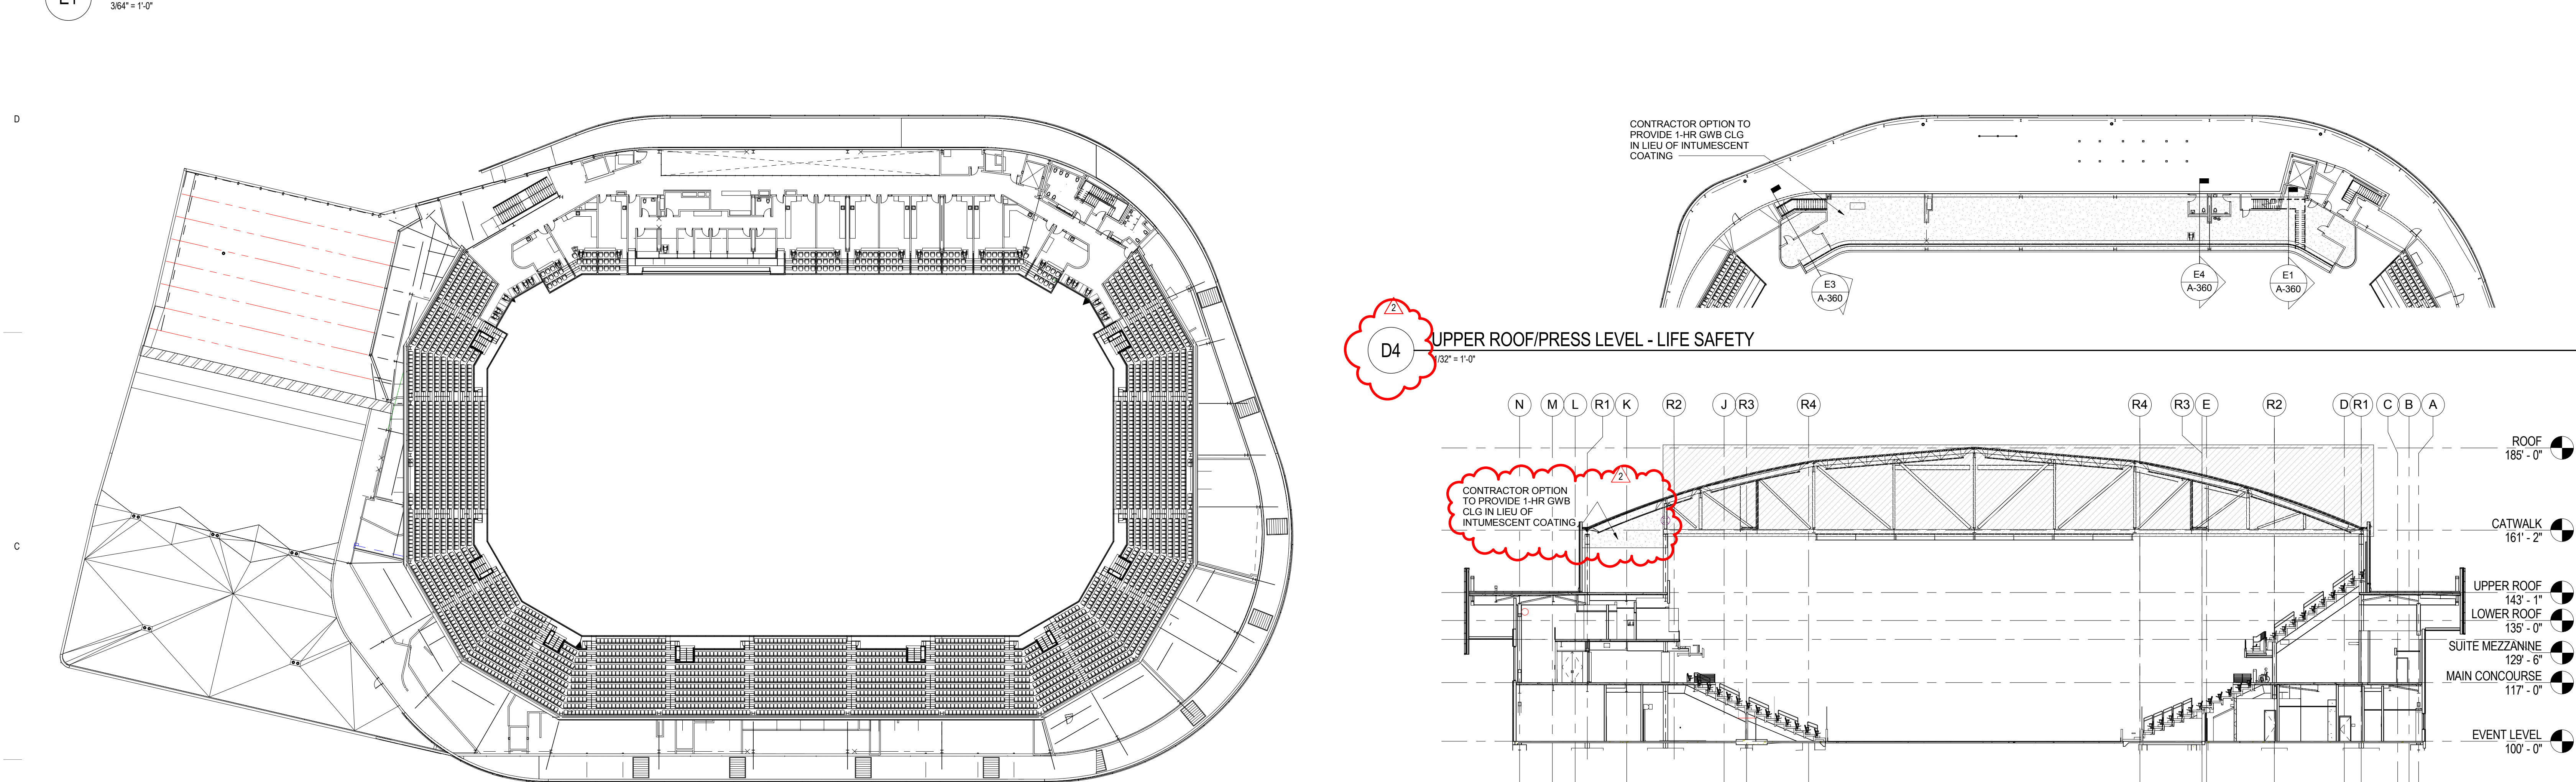 3/64" = 1'-0"
D
C
CONTRACTOR OPTION TO
PROVIDE 1-HR GWB CLG
IN LIEU OF INTUMESCENT
COATING
E3
A-360
E4
A-360
E1
A-360
2
D4
UPPER ROOF/PRESS LEVEL - LIFE SAFETY
1/32" = 1'-0"
N
M
L
R1
K
R2
J
R3
R4
R4
R3
E
R2
D
R1
C
B
A
2
CONTRACTOR OPTION
TO PROVIDE 1-HR GWB
CLG IN LIEU OF
INTUMESCENT COATING
ROOF
185' - 0"
CATWALK
161' - 2"
UPPER ROOF
143' - 1"
LOWER ROOF
135' - 0"
SUITE MEZZANINE
129' - 6"
MAIN CONCOURSE
117' - 0"
EVENT LEVEL
100' - 0"